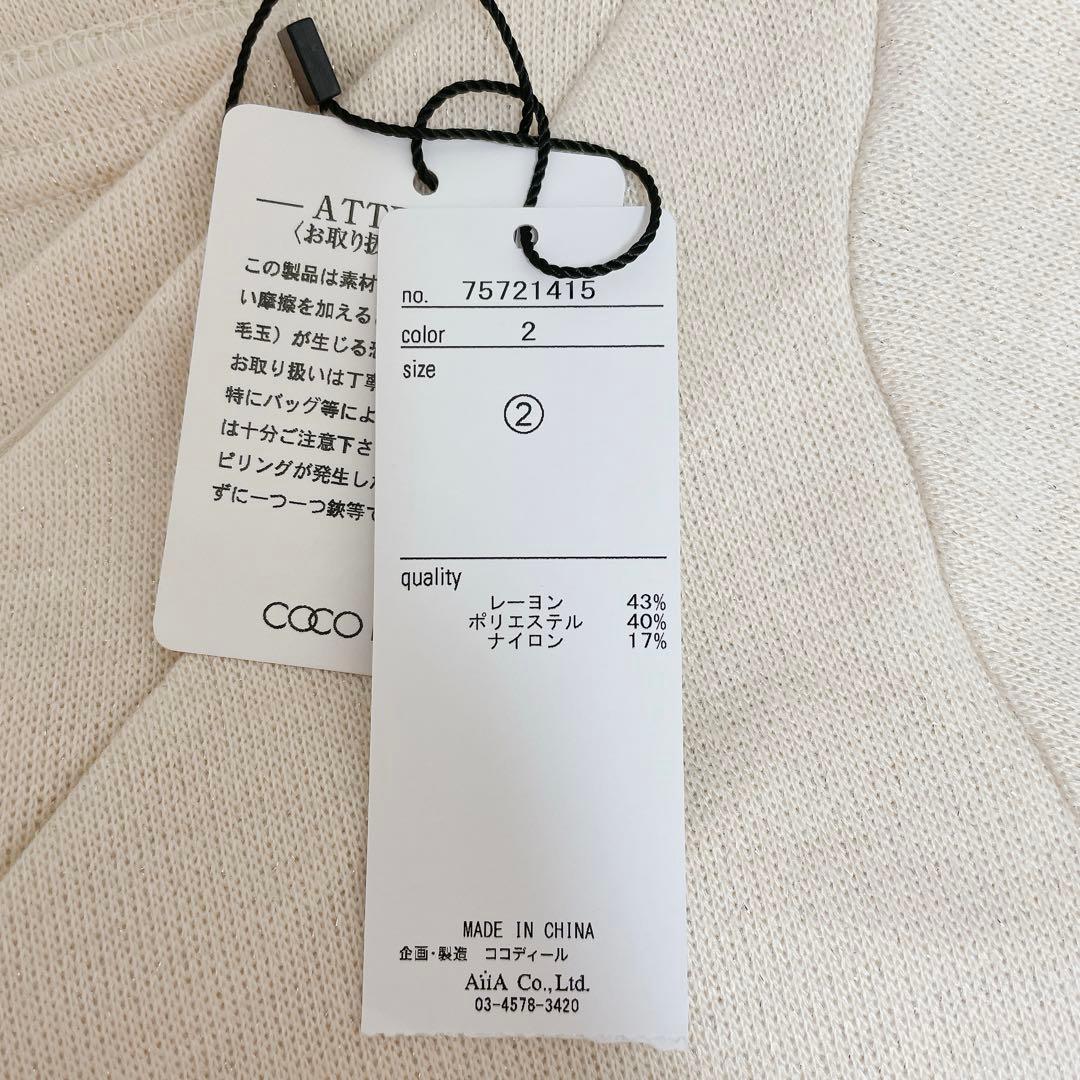 〈お取り扱
この製品は素材
い摩擦を加える
毛玉）が生じる
お取り扱いは丁寧
特にバッグ等によ
は十分ご注意下さ
ピリングが発生し
ずに一つ一つ鋏等で
COCO
no. 75721415
color 2
size
②
quality
レーヨン 43%
ポリエステル 40%
ナイロン 17%
MADE IN CHINA
企画・製造 ココディール
AiiA Co.,Ltd.
03-4578-3420